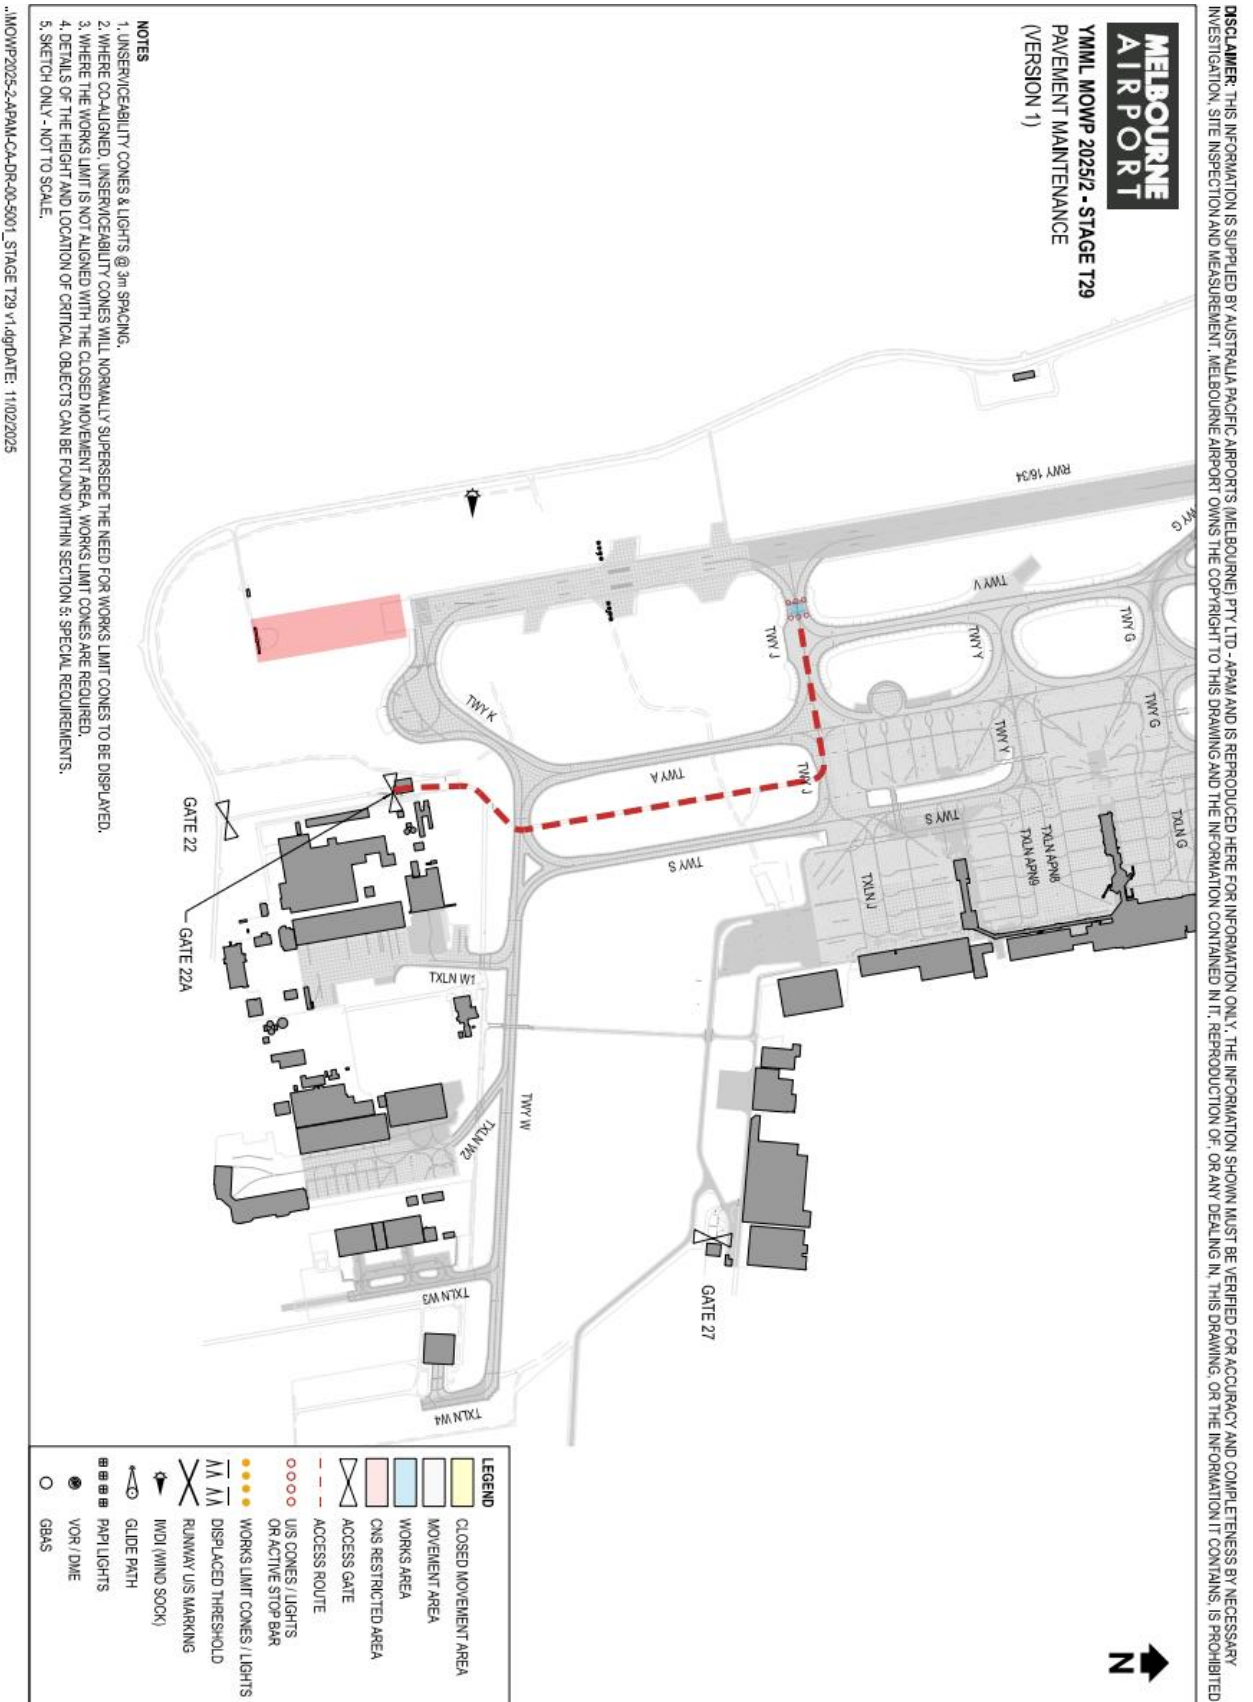 DISCLAIMER: THIS INFORMATION IS SUPPLIED BY AUSTRALIA PACIFIC AIRPORTS (MELBOURNE) PTY LTD - APAM AND IS REPRODUCED HERE FOR INFORMATION ONLY. THE INFORMATION SHOWN MUST BE VERIFIED FOR ACCURACY AND COMPLETENESS BY NECESSARY
INVESTIGATION, SITE INSPECTION AND MEASUREMENT, MELBOURNE AIRPORT OWNS THE COPYRIGHT TO THIS DRAWING AND THE INFORMATION CONTAINED IN IT. REPRODUCTION OF, OR ANY DEALING IN, THIS DRAWING, OR THE INFORMATION IT CONTAINS, IS PROHIBITED
MELBOURNE
AIRPORT
YMML MOWP 2025/2 - STAGE T29
PAVEMENT MAINTENANCE
(VERSION 1)
N
RWY 16/34
TWY G
TWY V
TWY G
TWY J
TWY Y
TWY G
TWY K
TWY Y
TWY A
TWY J
TWY S
TXLN G
TXLN APN8
TXLN APN9
TWY S
TXLN J
GATE 22
GATE 22A
TXLN W1
TWY W
TXLN W2
GATE 27
TXLN W3
TXLN W4
NOTES
1. UNSERVICEABILITY CONES & LIGHTS @ 3m SPACING.
2. WHERE CO-ALIGNED, UNSERVICEABILITY CONES WILL NORMALLY SUPERSEDE THE NEED FOR WORKS LIMIT CONES TO BE DISPLAYED.
3. WHERE THE WORKS LIMIT IS NOT ALIGNED WITH THE CLOSED MOVEMENT AREA, WORKS LIMIT CONES ARE REQUIRED.
4. DETAILS OF THE HEIGHT AND LOCATION OF CRITICAL OBJECTS CAN BE FOUND WITHIN SECTION 5: SPECIAL REQUIREMENTS.
5. SKETCH ONLY - NOT TO SCALE.
LEGEND
CLOSED MOVEMENT AREA
MOVEMENT AREA
WORKS AREA
CNS RESTRICTED AREA
ACCESS GATE
ACCESS ROUTE
U/S CONES / LIGHTS
OR ACTIVE STOP BAR
WORKS LIMIT CONES / LIGHTS
DISPLACED THRESHOLD
RUNWAY U/S MARKING
IWDI (WIND SOCK)
GLIDE PATH
PAPI LIGHTS
VOR / DME
GBAS
..\MOWP2025-2-APAM-CA-DR-00-5001_STAGE T29 v1.dgnDATE: 11/02/2025